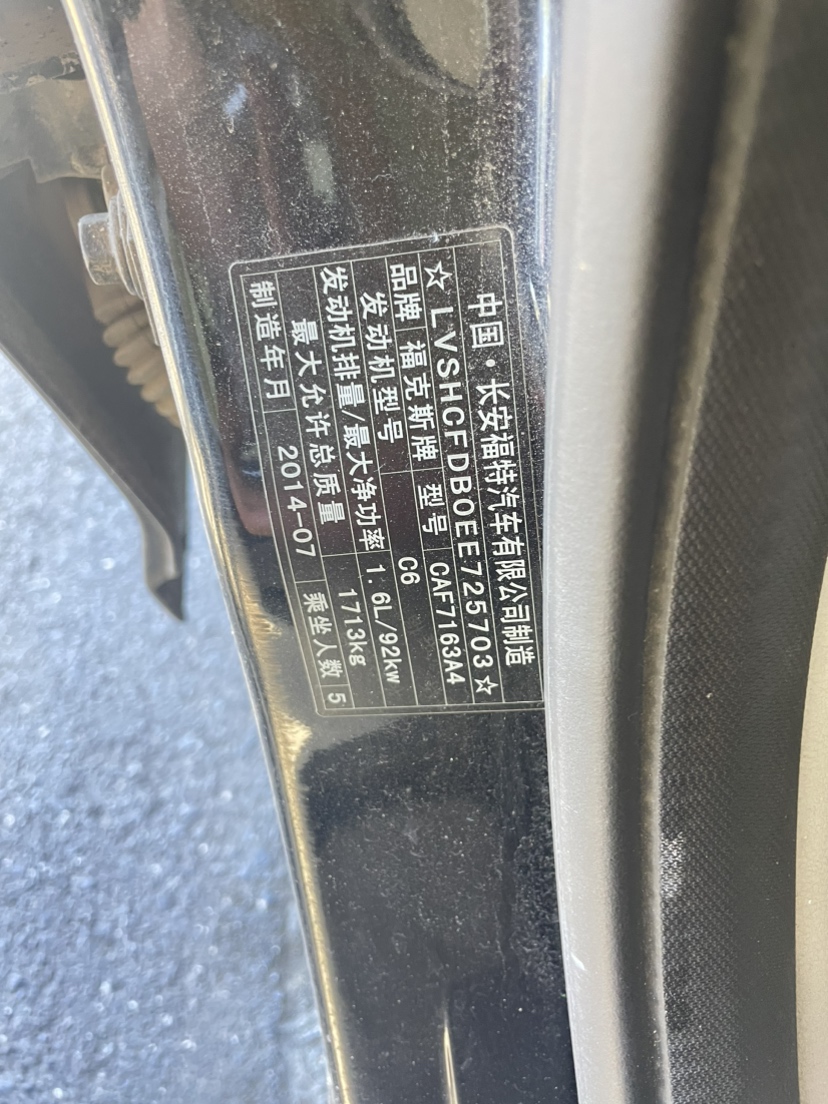 中国·长安福特汽车有限公司制造
☆LVSHCFDB0EE725703☆
品牌 福克斯牌 型号 CAF7163A4
发动机型号 C6
发动机排量/最大净功率 1.6L/92kw
最大允许总质量 1713kg
制造年月 2014-07 乘坐人数 5